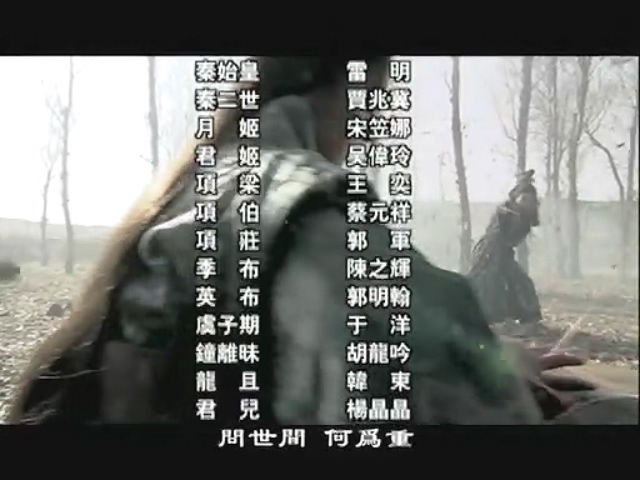 秦始皇 雷明
秦二世 賈兆冀
月姬 宋笠娜
君姬 吴偉玲
項梁 王奕
項伯 蔡元祥
項莊 郭軍
季布 陳之輝
英布 郭明翰
虞子期 于洋
鐘離昧 胡龍吟
龍且 韓東
君兒 楊晶晶
問世間 何爲重